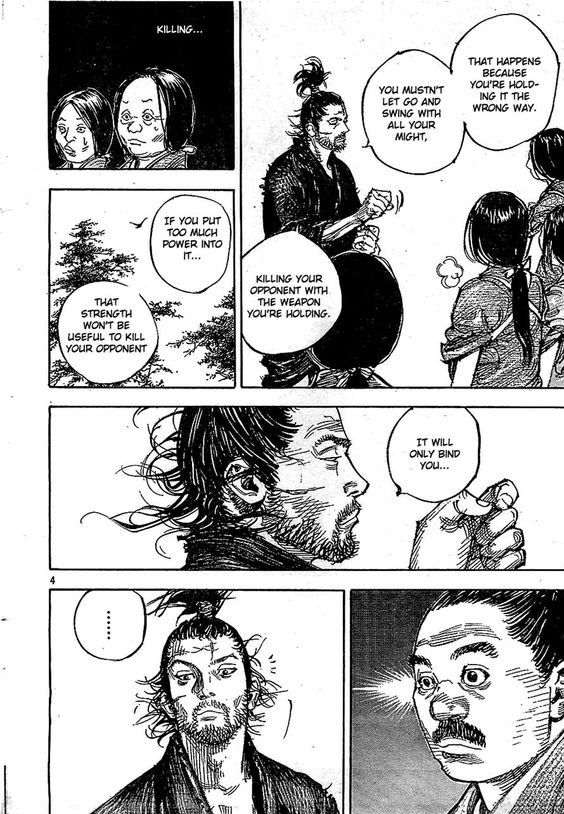 THAT HAPPENS
BECAUSE
YOU'RE HOLD-
ING IT THE
WRONG WAY.
YOU MUSTN'T
LET GO AND
SWING WITH
ALL YOUR
MIGHT,
KILLING YOUR
OPPONENT
WITH THE
WEAPON
YOU'RE HOLDING.
KILLING...
IF YOU PUT
TOO MUCH
POWER INTO
IT...
THAT
STRENGTH
WON'T BE
USEFUL TO KILL
YOUR OPPONENT
IT WILL
ONLY BIND
YOU...
4
......